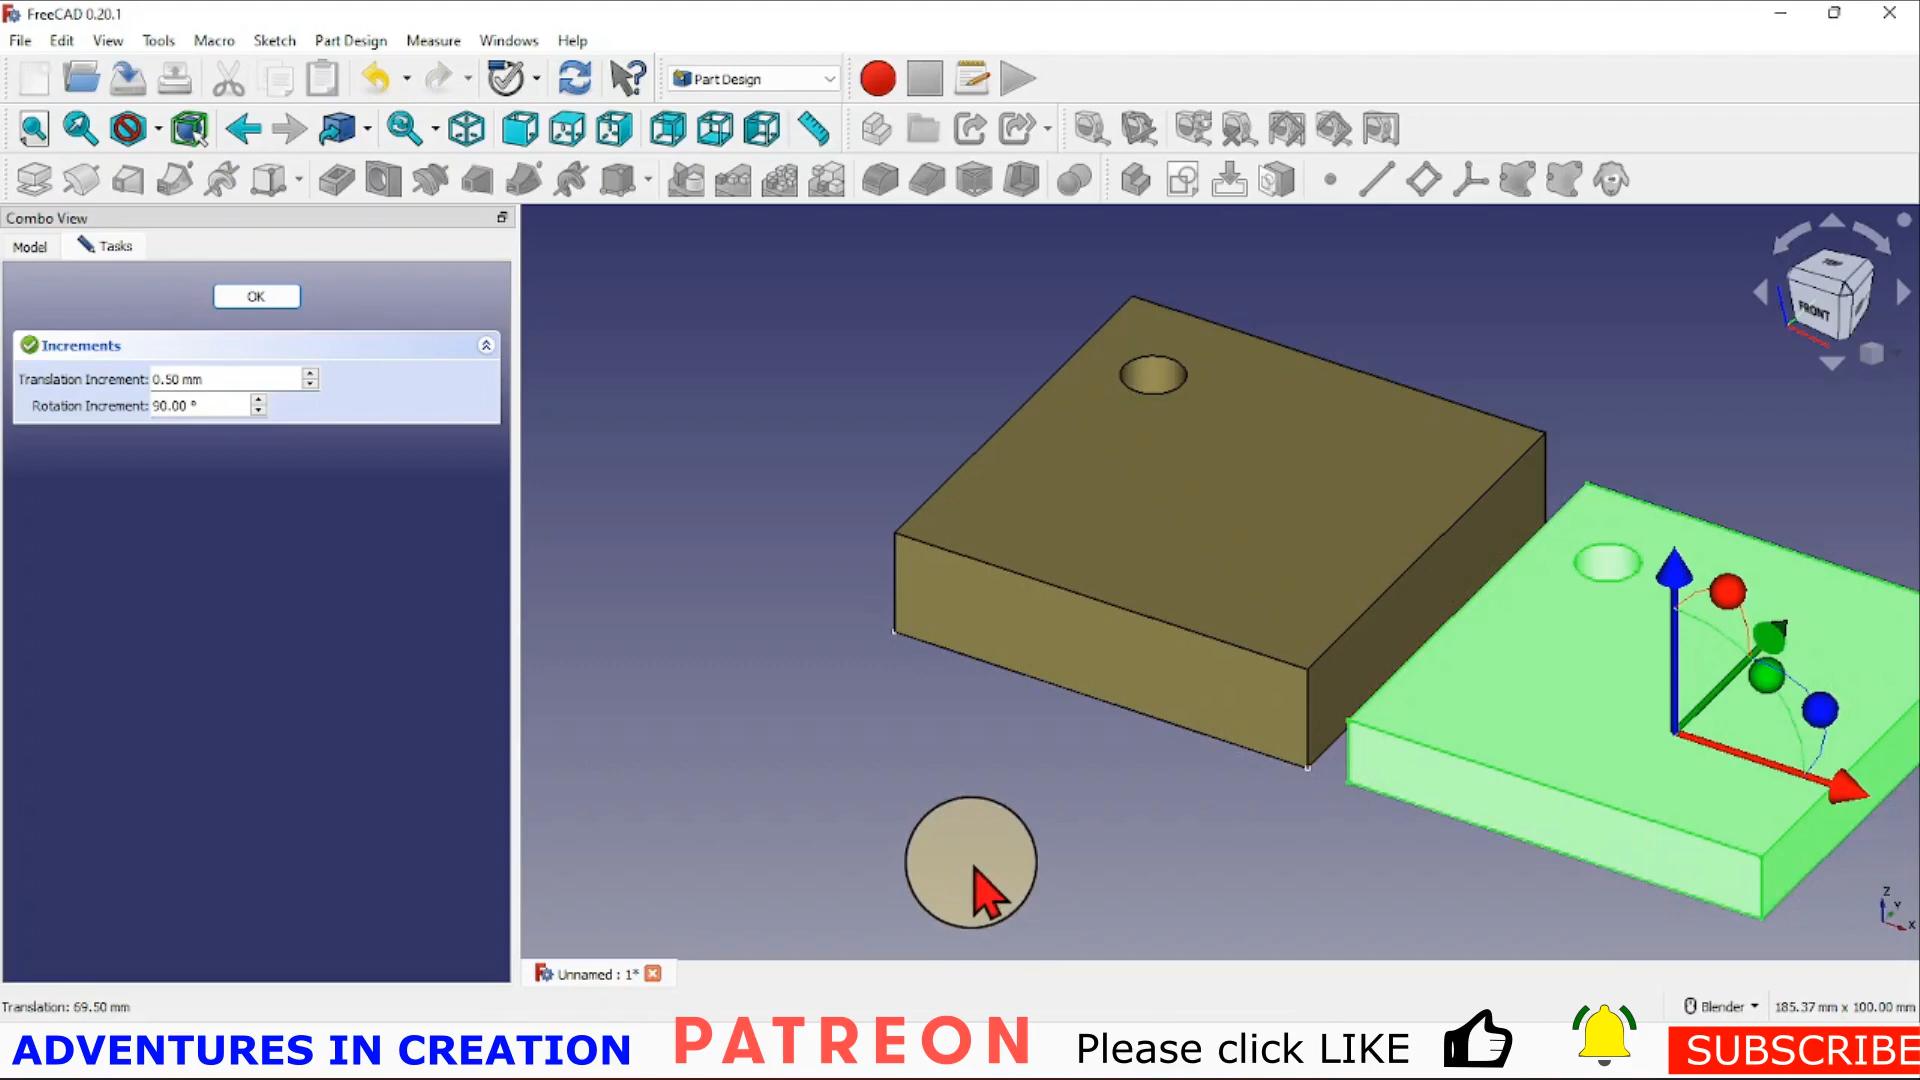 FreeCAD 0.20.1
File Edit View Tools Macro Sketch Part Design Measure Windows Help
Part Design
Combo View
Model Tasks
OK
Increments
Translation Increment: 0.50 mm
Rotation Increment: 90.00 °
TOP
FRONT
Z
Y
X
Unnamed : 1*
Translation: 69.50 mm
Blender 185.37 mm x 100.00 mm
ADVENTURES IN CREATION PATREON Please click LIKE SUBSCRIBE